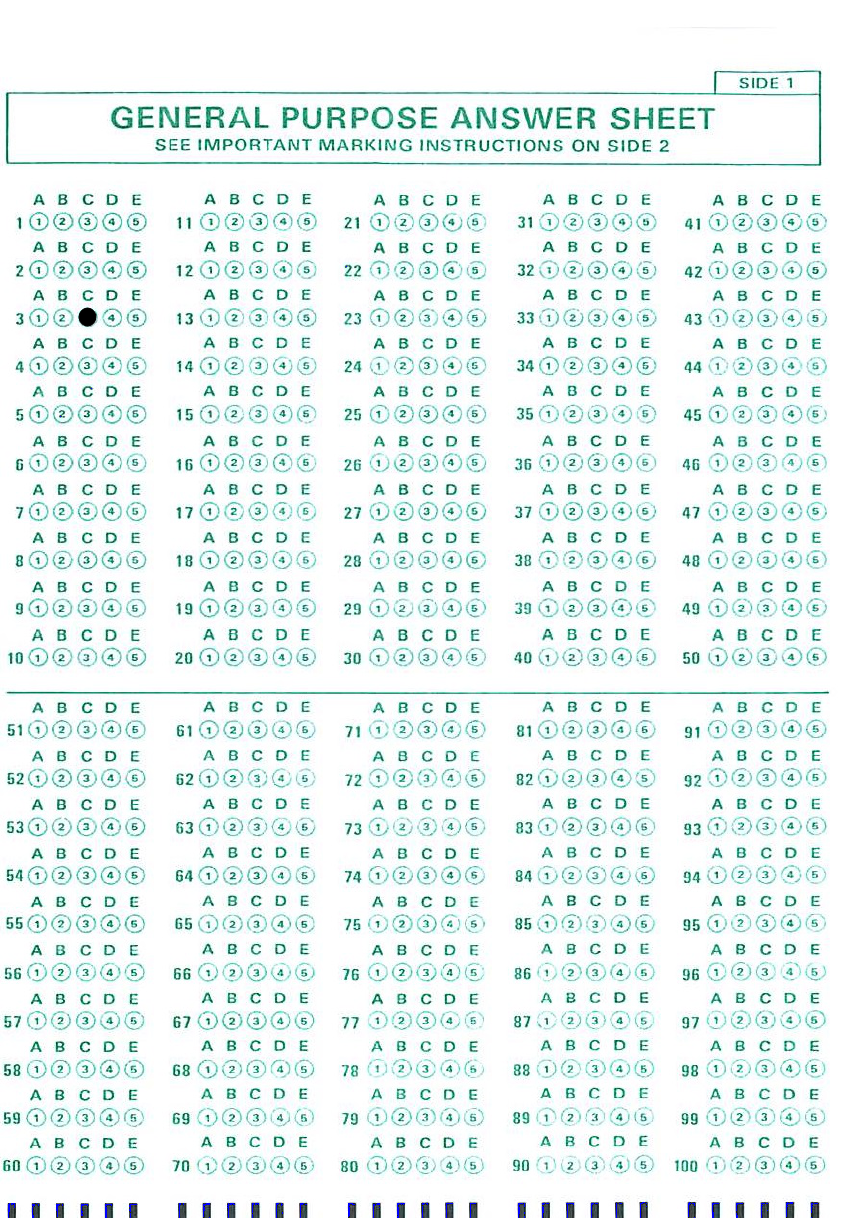 SIDE 1
GENERAL PURPOSE ANSWER SHEET
SEE IMPORTANT MARKING INSTRUCTIONS ON SIDE 2
A B C D E A B C D E A B C D E A B C D E A B C D E
1 1 2 3 4 5 11 1 2 3 4 5 21 1 2 3 4 5 31 1 2 3 4 5 41 1 2 3 4 5
A B C D E A B C D E A B C D E A B C D E A B C D E
2 1 2 3 4 5 12 1 2 3 4 5 22 1 2 3 4 5 32 1 2 3 4 5 42 1 2 3 4 5
A B C D E A B C D E A B C D E A B C D E A B C D E
3 1 2 4 5 13 1 2 3 4 5 23 1 2 3 4 5 33 1 2 3 4 5 43 1 2 3 4 5
A B C D E A B C D E A B C D E A B C D E A B C D E
4 1 2 3 4 5 14 1 2 3 4 5 24 1 2 3 4 5 34 1 2 3 4 5 44 1 2 3 4 5
A B C D E A B C D E A B C D E A B C D E A B C D E
5 1 2 3 4 5 15 1 2 3 4 5 25 1 2 3 4 5 35 1 2 3 4 5 45 1 2 3 4 5
A B C D E A B C D E A B C D E A B C D E A B C D E
6 1 2 3 4 5 16 1 2 3 4 5 26 1 2 3 4 5 36 1 2 3 4 5 46 1 2 3 4 5
A B C D E A B C D E A B C D E A B C D E A B C D E
7 1 2 3 4 5 17 1 2 3 4 5 27 1 2 3 4 5 37 1 2 3 4 5 47 1 2 3 4 5
A B C D E A B C D E A B C D E A B C D E A B C D E
8 1 2 3 4 5 18 1 2 3 4 5 28 1 2 3 4 5 38 1 2 3 4 5 48 1 2 3 4 5
A B C D E A B C D E A B C D E A B C D E A B C D E
9 1 2 3 4 5 19 1 2 3 4 5 29 1 2 3 4 5 39 1 2 3 4 5 49 1 2 3 4 5
A B C D E A B C D E A B C D E A B C D E A B C D E
10 1 2 3 4 5 20 1 2 3 4 5 30 1 2 3 4 5 40 1 2 3 4 5 50 1 2 3 4 5
A B C D E A B C D E A B C D E A B C D E A B C D E
51 1 2 3 4 5 61 1 2 3 4 5 71 1 2 3 4 5 81 1 2 3 4 5 91 1 2 3 4 5
A B C D E A B C D E A B C D E A B C D E A B C D E
52 1 2 3 4 5 62 1 2 3 4 5 72 1 2 3 4 5 82 1 2 3 4 5 92 1 2 3 4 5
A B C D E A B C D E A B C D E A B C D E A B C D E
53 1 2 3 4 5 63 1 2 3 4 5 73 1 2 3 4 5 83 1 2 3 4 5 93 1 2 3 4 5
A B C D E A B C D E A B C D E A B C D E A B C D E
54 1 2 3 4 5 64 1 2 3 4 5 74 1 2 3 4 5 84 1 2 3 4 5 94 1 2 3 4 5
A B C D E A B C D E A B C D E A B C D E A B C D E
55 1 2 3 4 5 65 1 2 3 4 5 75 1 2 3 4 5 85 1 2 3 4 5 95 1 2 3 4 5
A B C D E A B C D E A B C D E A B C D E A B C D E
56 1 2 3 4 5 66 1 2 3 4 5 76 1 2 3 4 5 86 1 2 3 4 5 96 1 2 3 4 5
A B C D E A B C D E A B C D E A B C D E A B C D E
57 1 2 3 4 5 67 1 2 3 4 5 77 1 2 3 4 5 87 1 2 3 4 5 97 1 2 3 4 5
A B C D E A B C D E A B C D E A B C D E A B C D E
58 1 2 3 4 5 68 1 2 3 4 5 78 1 2 3 4 5 88 1 2 3 4 5 98 1 2 3 4 5
A B C D E A B C D E A B C D E A B C D E A B C D E
59 1 2 3 4 5 69 1 2 3 4 5 79 1 2 3 4 5 89 1 2 3 4 5 99 1 2 3 4 5
A B C D E A B C D E A B C D E A B C D E A B C D E
60 1 2 3 4 5 70 1 2 3 4 5 80 1 2 3 4 5 90 1 2 3 4 5 100 1 2 3 4 5